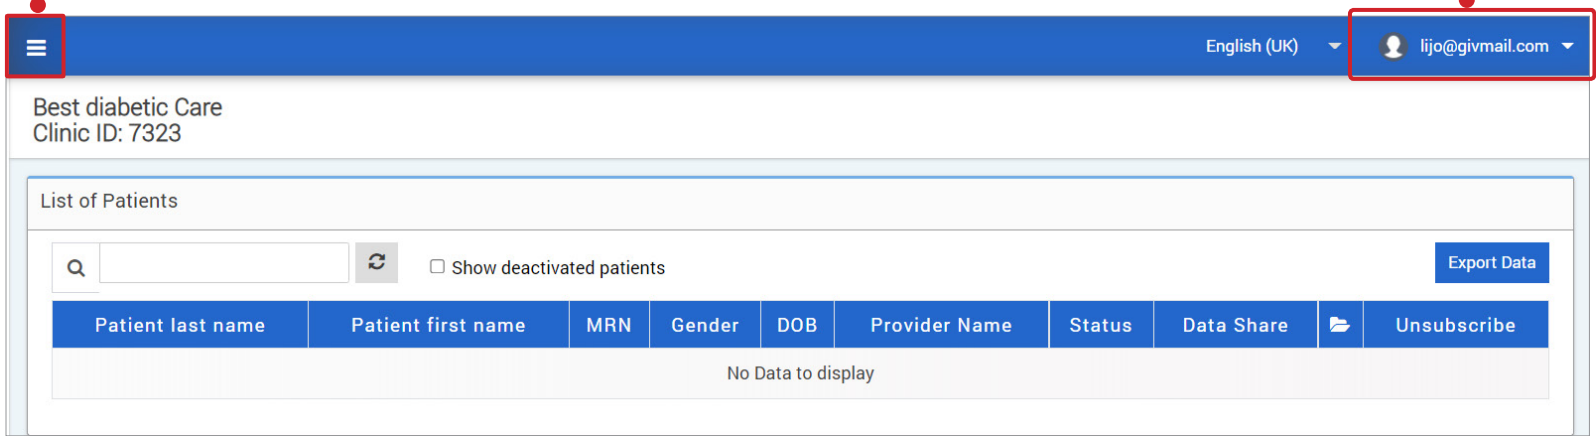 English (UK)
lijo@givmail.com
Best diabetic Care
Clinic ID: 7323
List of Patients
Show deactivated patients
Export Data
Patient last name Patient first name MRN Gender DOB Provider Name Status Data Share Unsubscribe
No Data to display